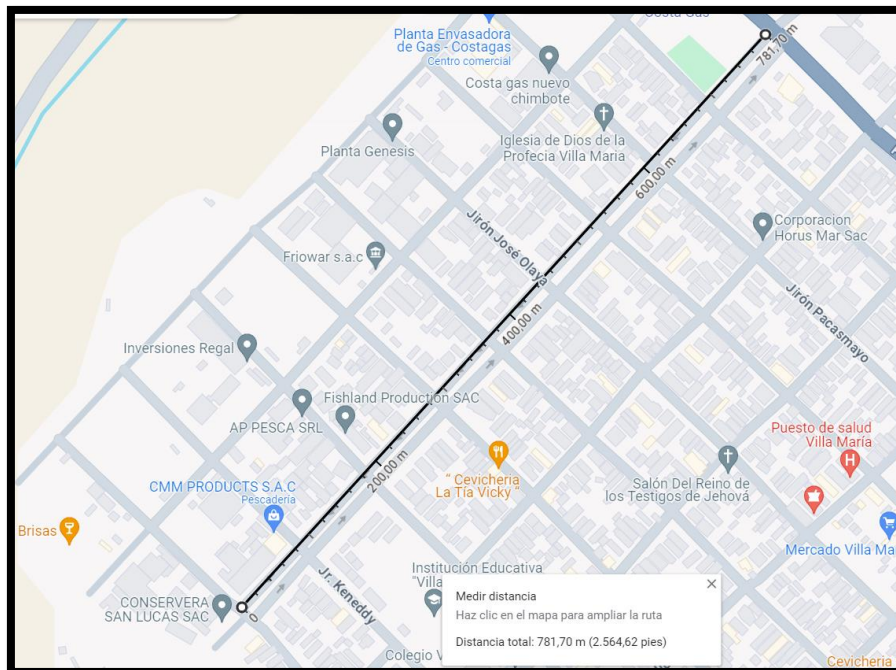 Costa Gas
Planta Envasadora
de Gas - Costagas
Centro comercial
781,70 m
Costa gas nuevo
chimbote
Planta Genesis
Iglesia de Dios de la
Profecia Villa Maria
600,00 m
Corporacion
Horus Mar Sac
Jirón José Olaya
Friowar s.a.c
Jirón Pacasmayo
400,00 m
Inversiones Regal
Fishland Production SAC
AP PESCA SRL
Puesto de salud
Villa María
200,00 m
" Cevicheria
La Tía Vicky "
Salón Del Reino de
los Testigos de Jehová
CMM PRODUCTS S.A.C
Pescadería
Brisas
Mercado Villa Ma
Jr. Keneddy
Institución Educativa
"Villa
CONSERVERA
SAN LUCAS SAC
0
Medir distancia
Haz clic en el mapa para ampliar la ruta
Distancia total: 781,70 m (2.564,62 pies)
Colegio V
Cevicheria